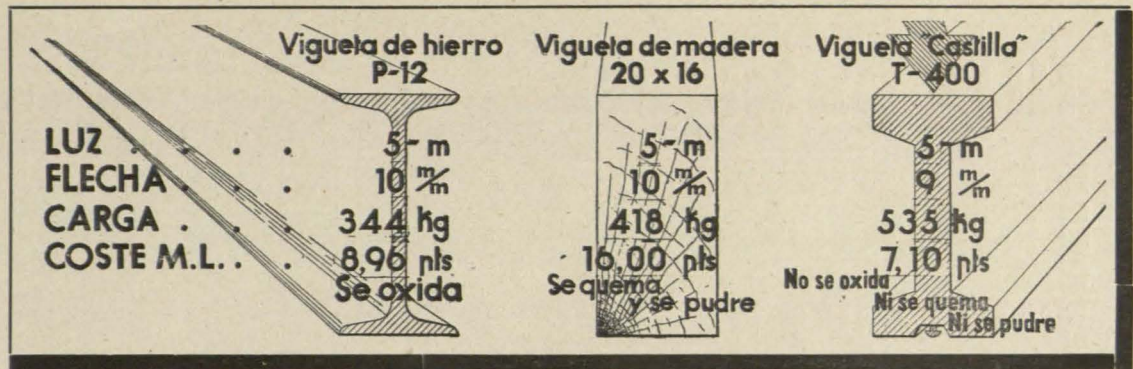 Vigueta de hierro
P-12
Vigueta de madera
20 x 16
Vigueta "Castilla"
T-400
LUZ . . . . 5- m 5- m 5- m
FLECHA . . . 10 m/m 10 m/m 9 m/m
CARGA . . . 344 kg 418 kg 535 kg
COSTE M.L. . . 8,96 pts 16,00 pts 7,10 pts
Se oxida
Se quema
y se pudre
No se oxida
Ni se quema
Ni se pudre